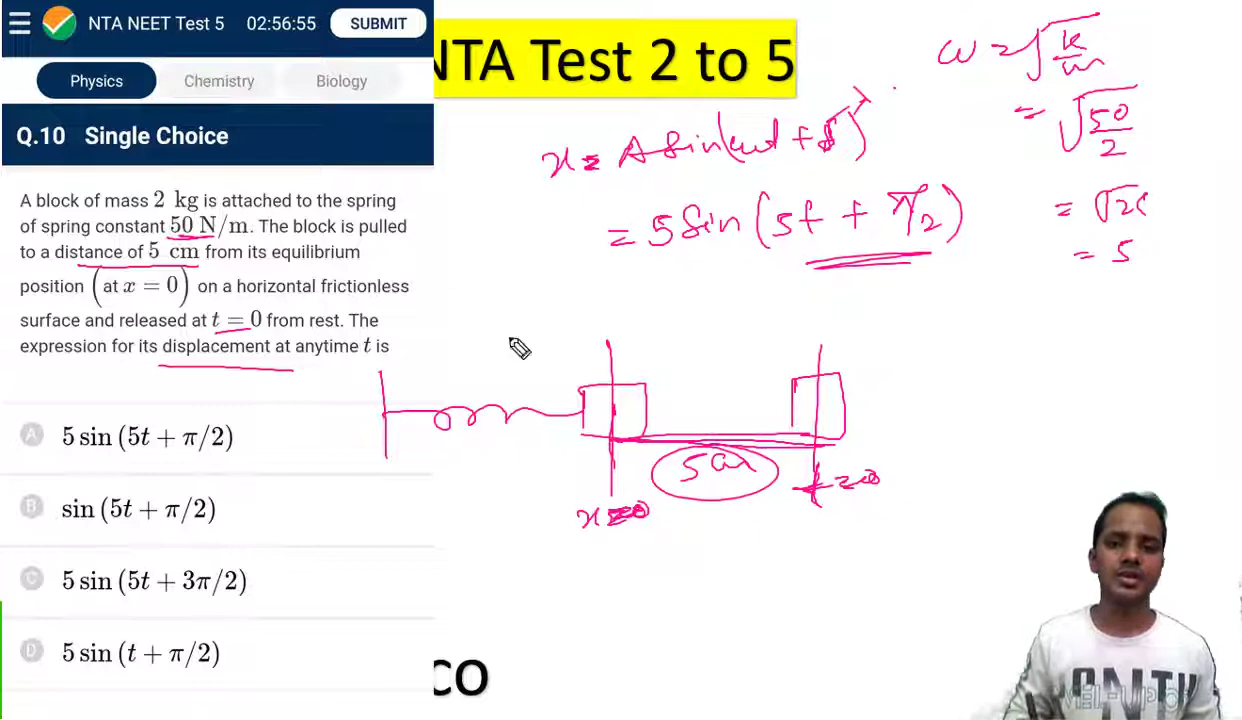 NTA NEET Test 5 02:56:55 SUBMIT
NTA Test 2 to 5
Physics Chemistry Biology
Q.10 Single Choice
A block of mass 2 kg is attached to the spring
of spring constant 50 N/m. The block is pulled
to a distance of 5 cm from its equilibrium
position (at x = 0) on a horizontal frictionless
surface and released at t = 0 from rest. The
expression for its displacement at anytime t is
A 5 sin (5t + π/2)
B sin (5t + π/2)
C 5 sin (5t + 3π/2)
D 5 sin (t + π/2)
x = A sin(ωt + δ)
= 5 sin (5t + π/2)
ω = √k/m
= √50/2
= 5
5 cm
x = 0
t = 0
co